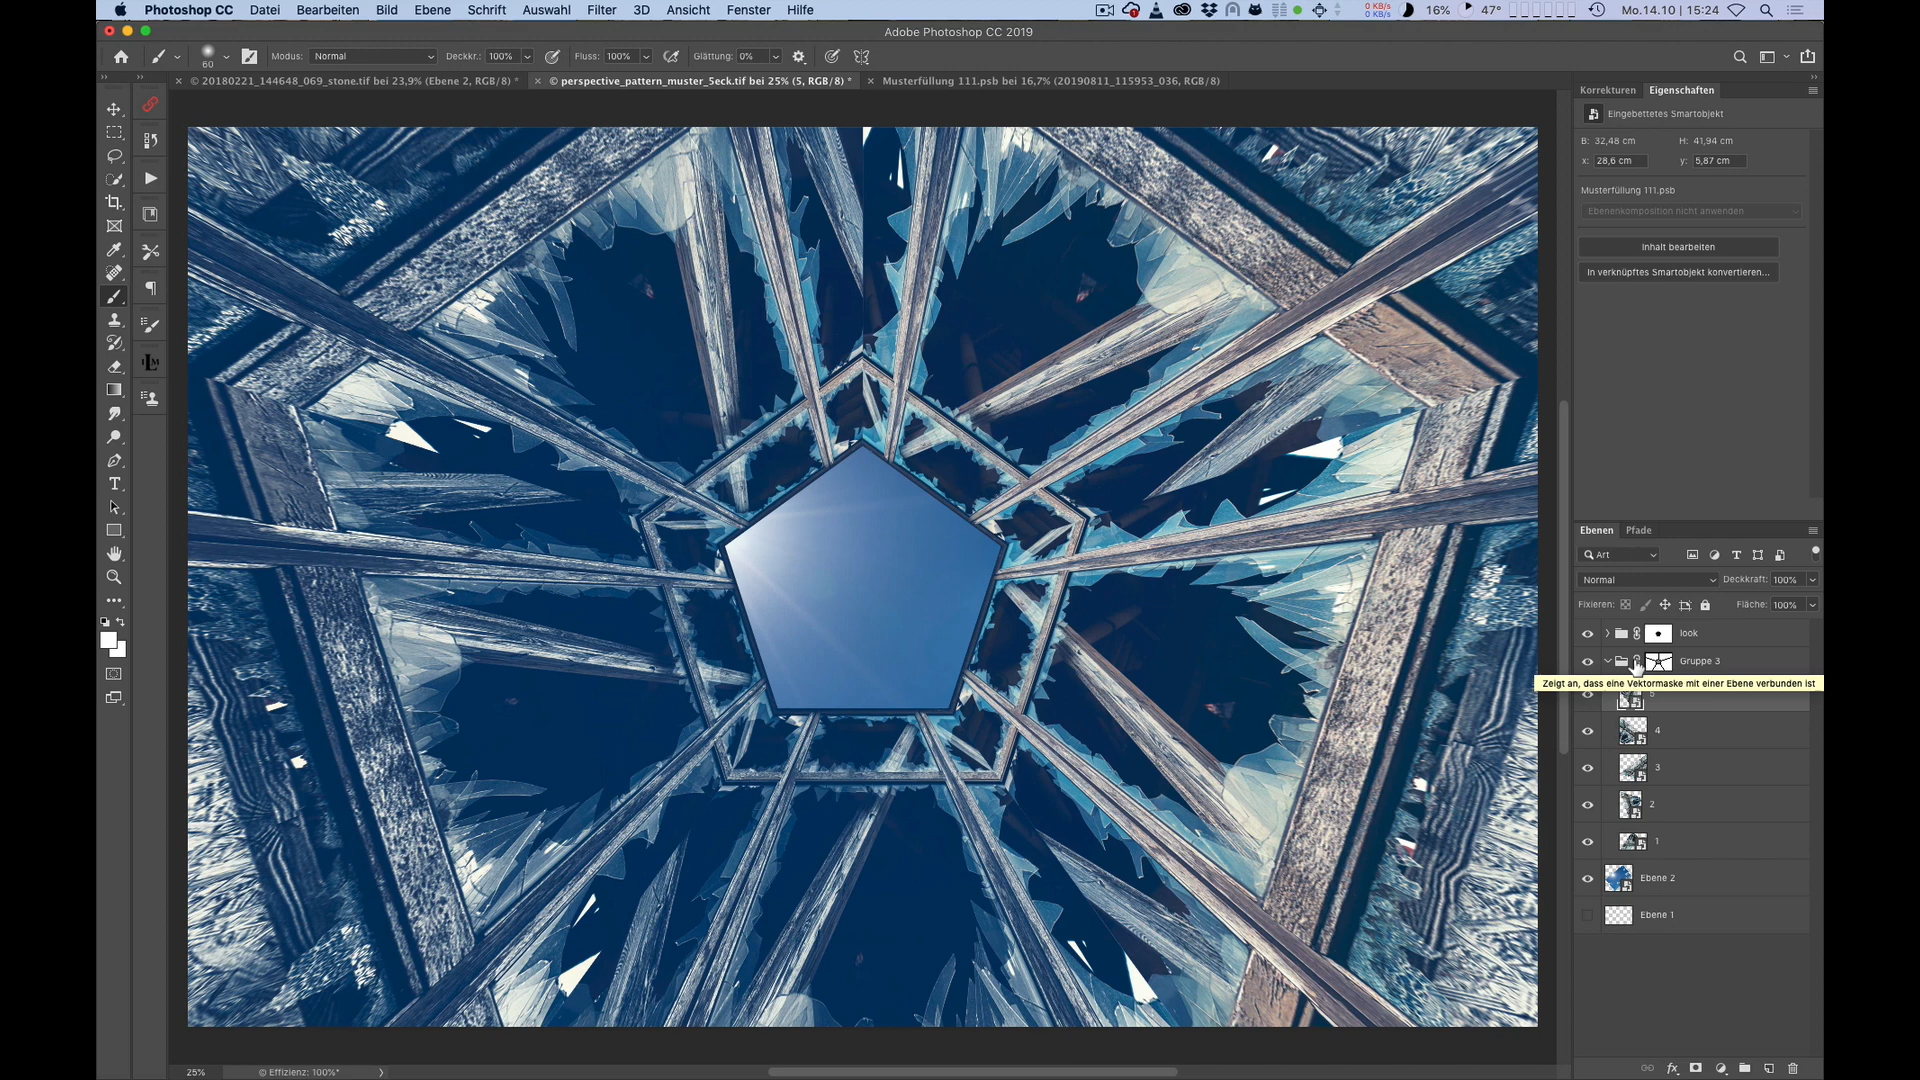 Photoshop CC Datei Bearbeiten Bild Ebene Schrift Auswahl Filter 3D Ansicht Fenster Hilfe
0 KB/s
0 KB/s
16% 47° Mo.14.10 | 15:24
Adobe Photoshop CC 2019
60 Modus: Normal Deckkr.: 100% Fluss: 100% Glättung: 0%
© 20180221_144648_069_stone.tif bei 23,9% (Ebene 2, RGB/8) *
© perspective_pattern_muster_5eck.tif bei 25% (5, RGB/8) *
Musterfüllung 111.psb bei 16,7% (20190811_115953_036, RGB/8)
Korrekturen Eigenschaften
Eingebettetes Smartobjekt
B: 32,48 cm H: 41,94 cm
x: 28,6 cm y: 5,87 cm
Musterfüllung 111.psb
Ebenenkomposition nicht anwenden
Inhalt bearbeiten
In verknüpftes Smartobjekt konvertieren...
Ebenen Pfade
Art
Normal Deckkraft: 100%
Fixieren: Fläche: 100%
look
Gruppe 3
Zeigt an, dass eine Vektormaske mit einer Ebene verbunden ist
5
4
3
2
1
Ebene 2
Ebene 1
25% © Effizienz: 100%*